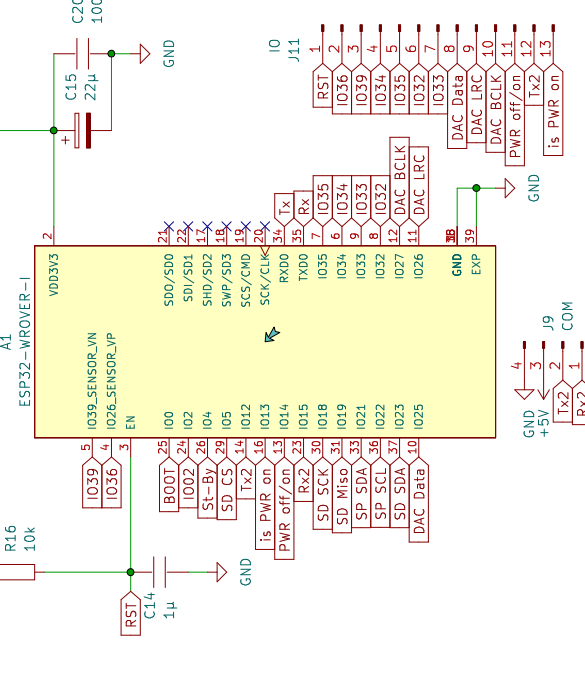 C20
100
C15
22µ
+
GND
IO
J11
1
2
3
4
5
6
7
8
9
10
11
12
13
RST
IO36
IO39
IO34
IO35
IO32
IO33
DAC Data
DAC LRC
DAC BCLK
PWR off/on
Tx2
is PWR on
Tx
Rx
IO35
IO34
IO33
IO32
DAC BCLK
DAC LRC
GND
2
21
22
17
18
19
20
34
35
7
6
9
8
12
11
39
VDD3V3
SDO/SD0
SDI/SD1
SHD/SD2
SWP/SD3
SCS/CMD
SCK/CLK
RXD0
TXD0
IO35
IO34
IO33
IO32
IO27
IO26
GND
EXP
A1
ESP32-WROVER-I
IO39_SENSOR_VN
IO26_SENSOR_VP
EN
IO0
IO2
IO4
IO5
IO12
IO13
IO14
IO15
IO18
IO19
IO21
IO22
IO23
IO25
5
4
3
25
24
26
29
14
16
13
23
30
31
33
36
37
10
IO39
IO36
BOOT
IO02
St-By
SD CS
Tx2
is PWR on
PWR off/on
Rx2
SD SCK
SD Miso
SP SDA
SP SCL
SD SDA
DAC Data
J9
COM
4
3
2
1
GND
+5V
Tx2
Rx2
R16
10k
RST
C14
1µ
GND